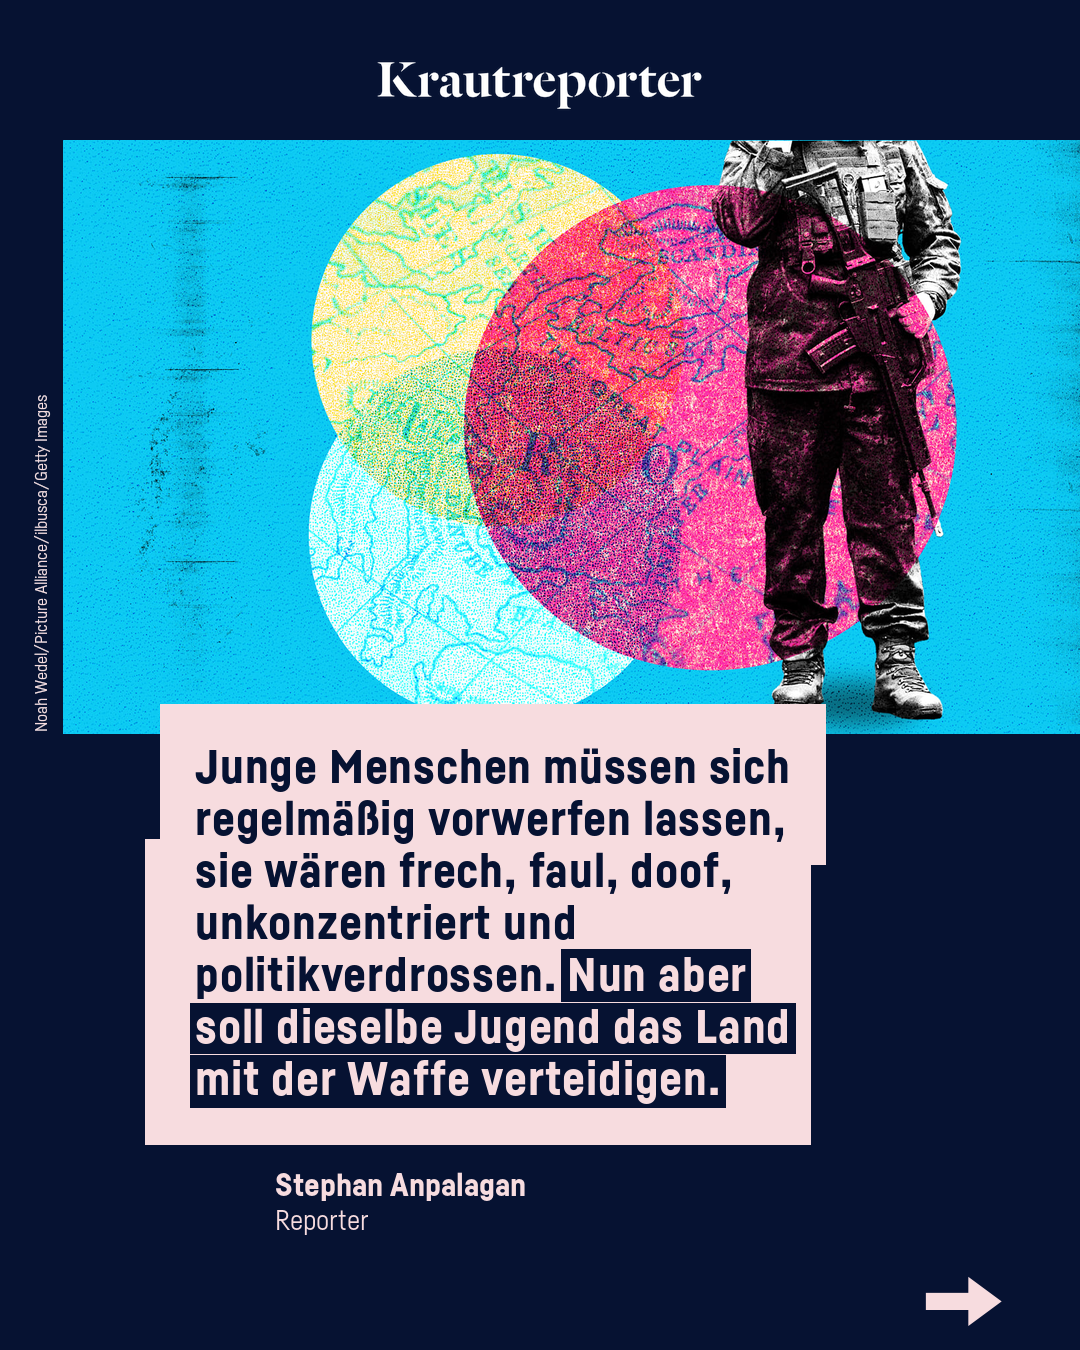 Krautreporter
Noah Wedel/Picture Alliance/ilbusca/Getty Images
Junge Menschen müssen sich
regelmäßig vorwerfen lassen,
sie wären frech, faul, doof,
unkonzentriert und
politikverdrossen. Nun aber
soll dieselbe Jugend das Land
mit der Waffe verteidigen.
Stephan Anpalagan
Reporter